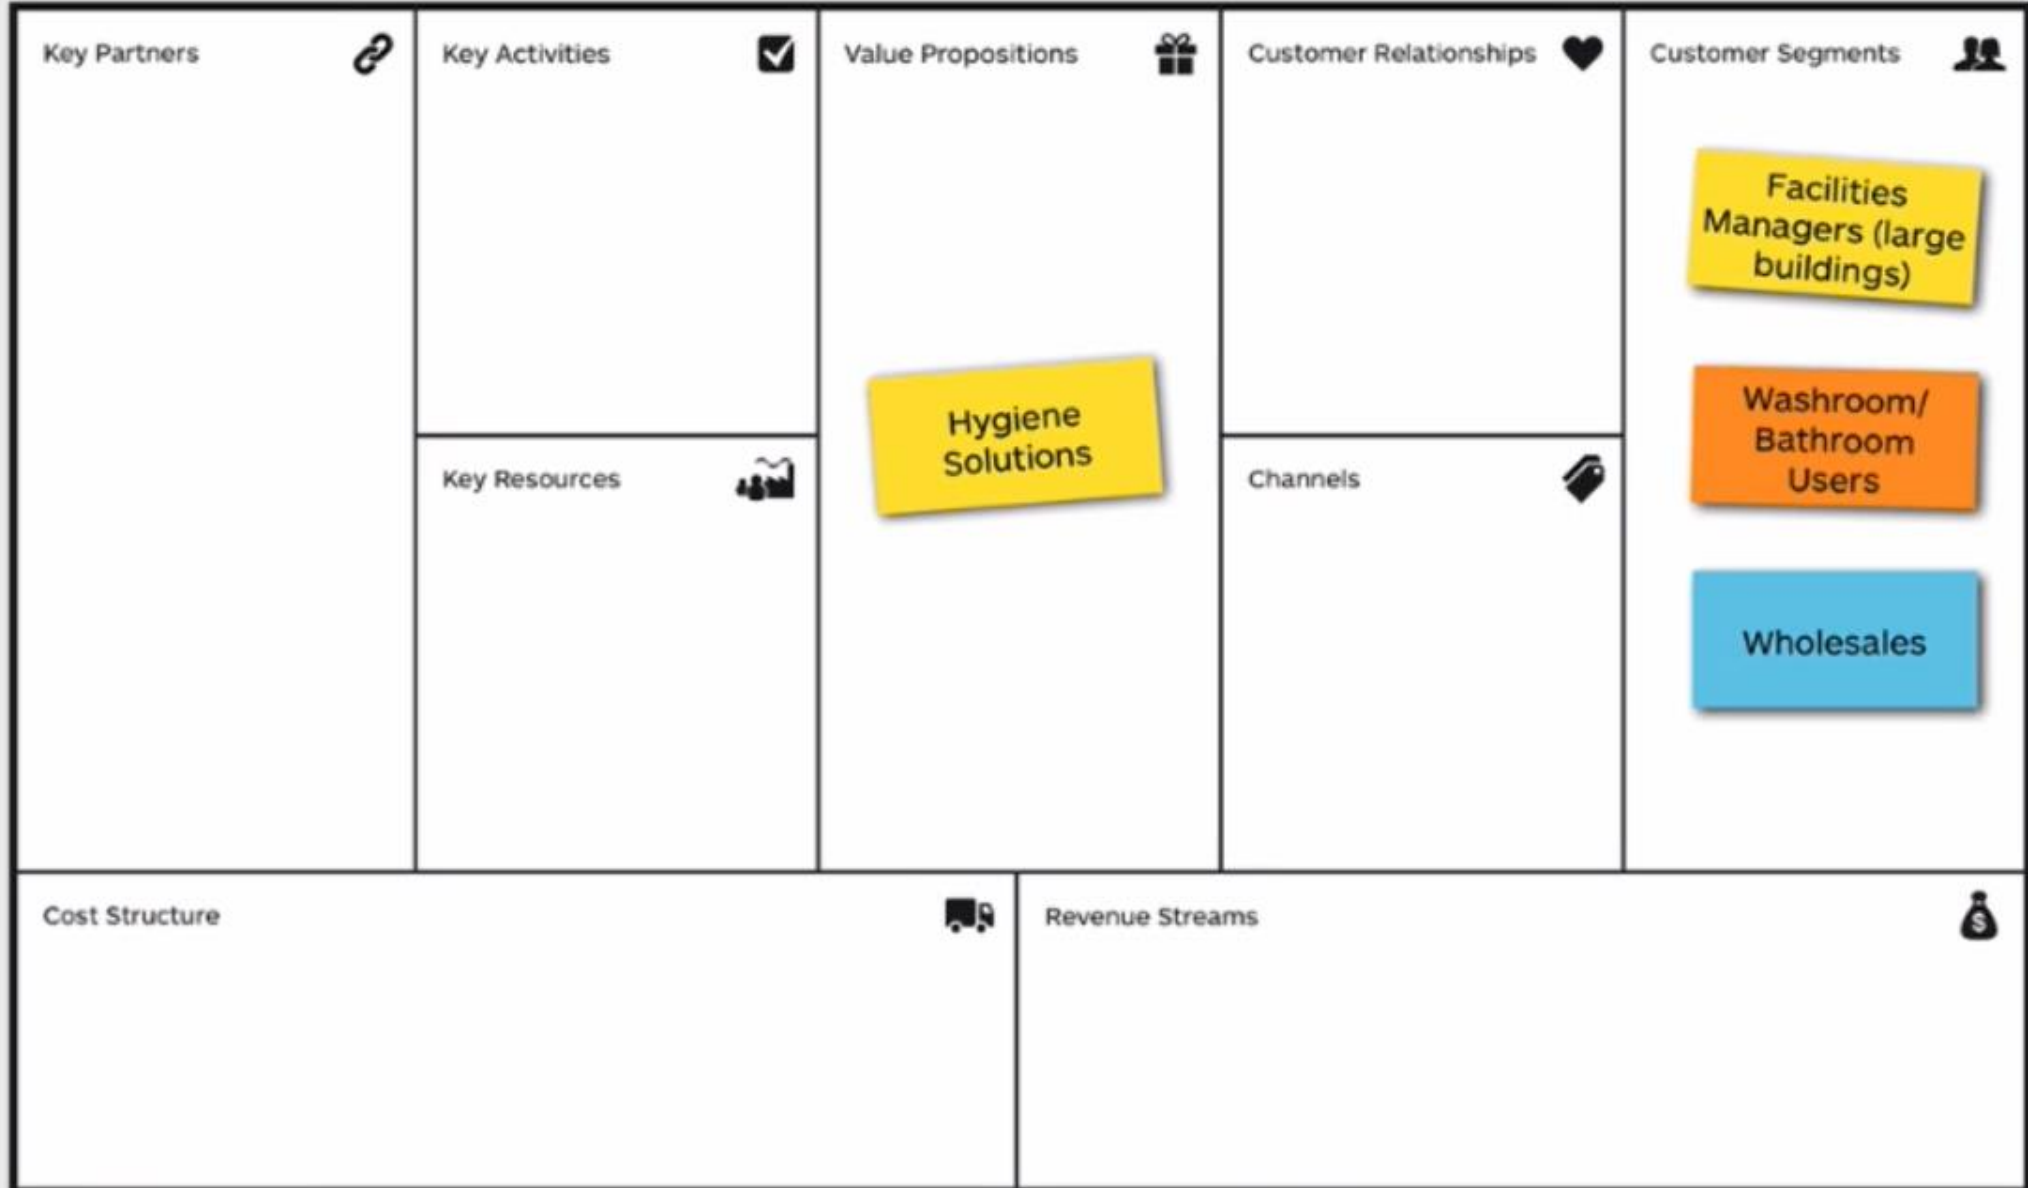 Key Partners
Key Activities
Value Propositions
Customer Relationships
Customer Segments
Facilities
Managers (large
buildings)
Hygiene
Solutions
Washroom/
Bathroom
Users
Key Resources
Channels
Wholesales
Cost Structure
Revenue Streams
$